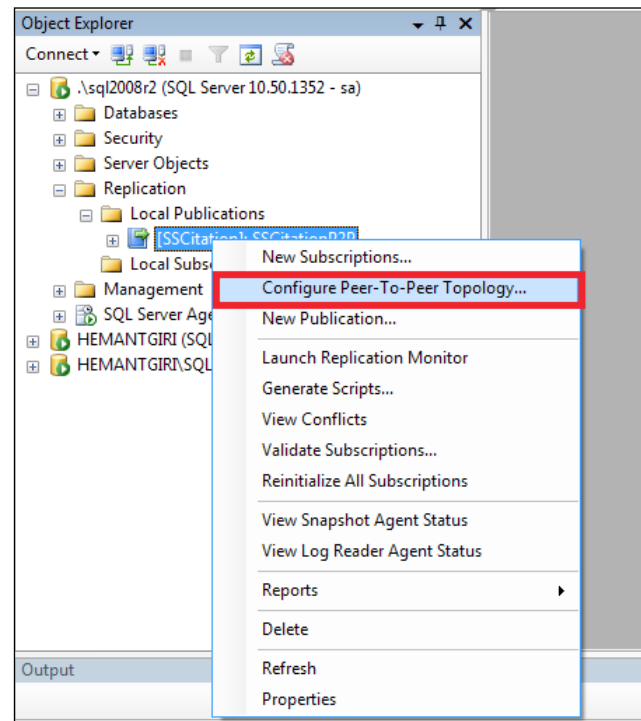 Object Explorer
Connect
.\sql2008r2 (SQL Server 10.50.1352 - sa)
Databases
Security
Server Objects
Replication
Local Publications
[SSCitation]: SSCitationP2P
Local Subs
Management
SQL Server Age
HEMANTGIRI (SQL
HEMANTGIRI\SQL
New Subscriptions...
Configure Peer-To-Peer Topology...
New Publication...
Launch Replication Monitor
Generate Scripts...
View Conflicts
Validate Subscriptions...
Reinitialize All Subscriptions
View Snapshot Agent Status
View Log Reader Agent Status
Reports
Delete
Refresh
Properties
Output